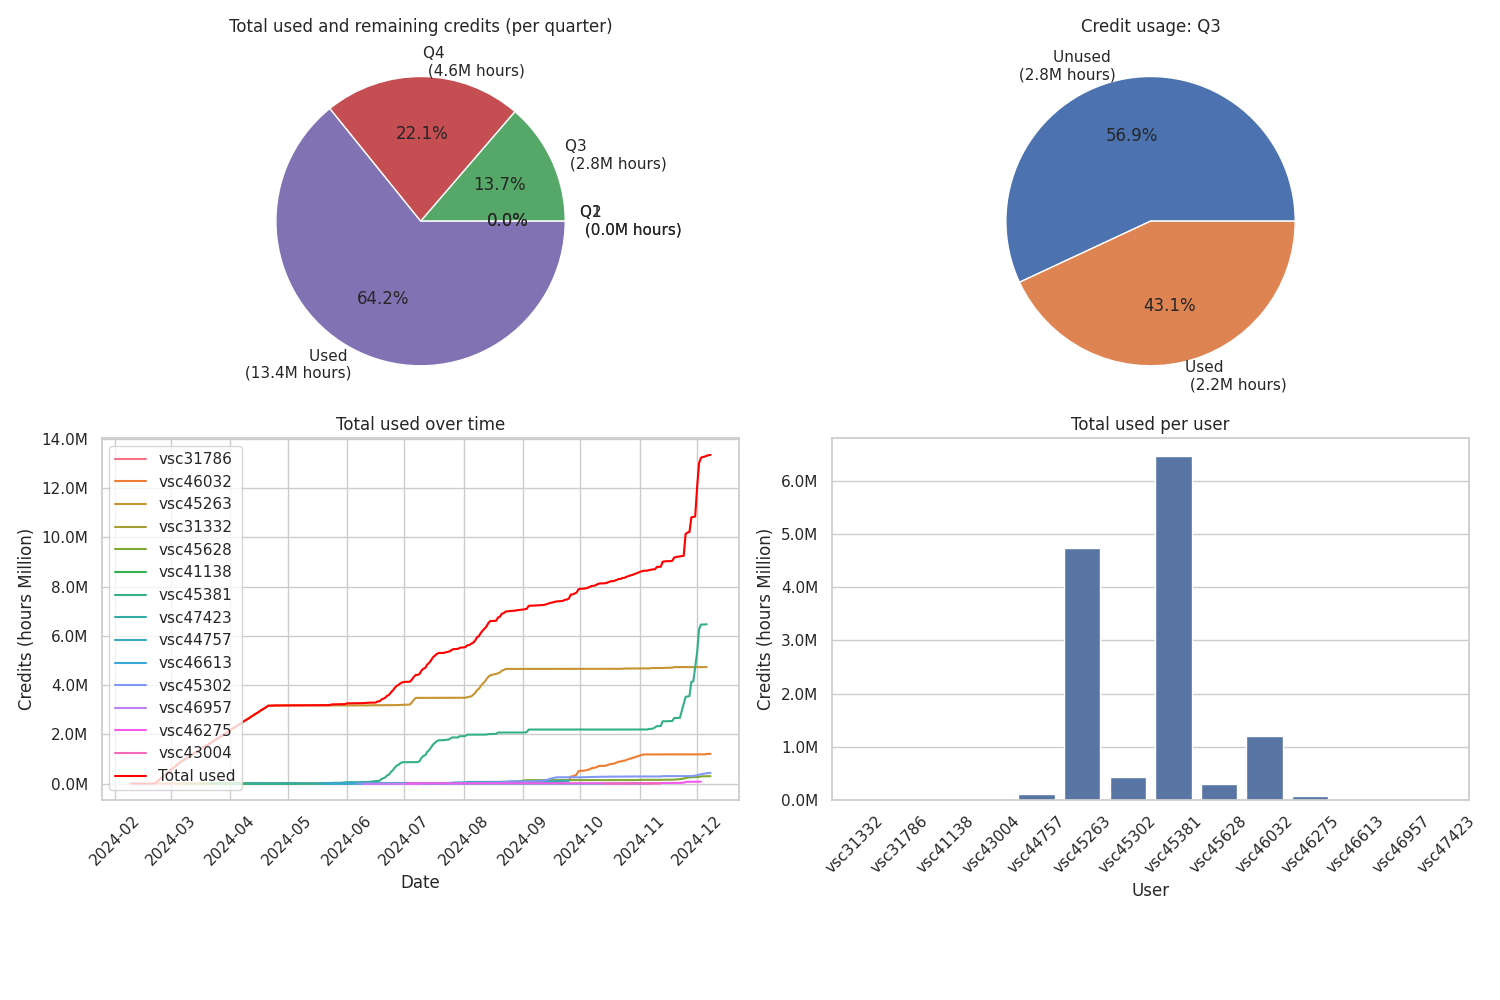 Total used and remaining credits (per quarter)
Q4
(4.6M hours)
22.1%
Q3
(2.8M hours)
13.7%
0.0%
(0.0M hours)
64.2%
Used
(13.4M hours)
Credit usage: Q3
Unused
(2.8M hours)
56.9%
43.1%
Used
(2.2M hours)
Total used over time
14.0M
12.0M
10.0M
8.0M
6.0M
4.0M
2.0M
0.0M
Credits (hours Million)
vsc31786
vsc46032
vsc45263
vsc31332
vsc45628
vsc41138
vsc45381
vsc47423
vsc44757
vsc46613
vsc45302
vsc46957
vsc46275
vsc43004
Total used
2024-02
2024-03
2024-04
2024-05
2024-06
2024-07
2024-08
2024-09
2024-10
2024-11
2024-12
Date
Total used per user
6.0M
5.0M
4.0M
3.0M
2.0M
1.0M
0.0M
Credits (hours Million)
vsc31332
vsc31786
vsc41138
vsc43004
vsc44757
vsc45263
vsc45302
vsc45381
vsc45628
vsc46032
vsc46275
vsc46613
vsc46957
vsc47423
User